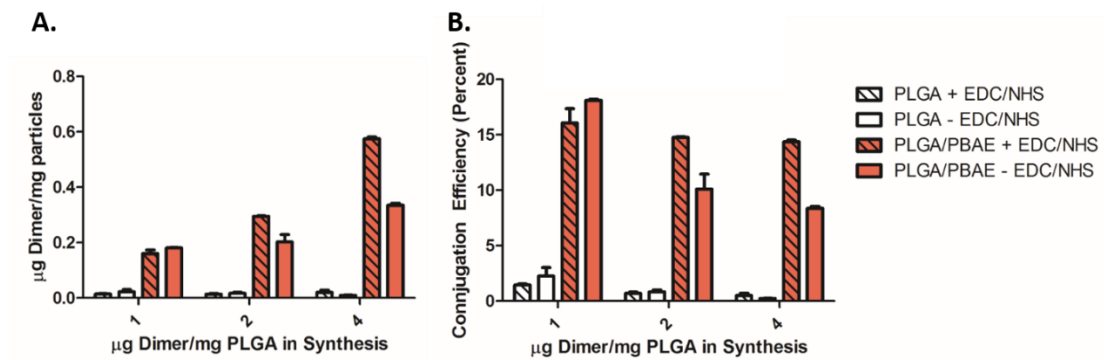 A.
μg Dimer/mg particles
0.8
0.6
0.4
0.2
0.0
1
2
4
μg Dimer/mg PLGA in Synthesis
B.
Connjugation Efficiency (Percent)
20
15
10
5
0
1
2
4
μg Dimer/mg PLGA in Synthesis
PLGA + EDC/NHS
PLGA - EDC/NHS
PLGA/PBAE + EDC/NHS
PLGA/PBAE - EDC/NHS